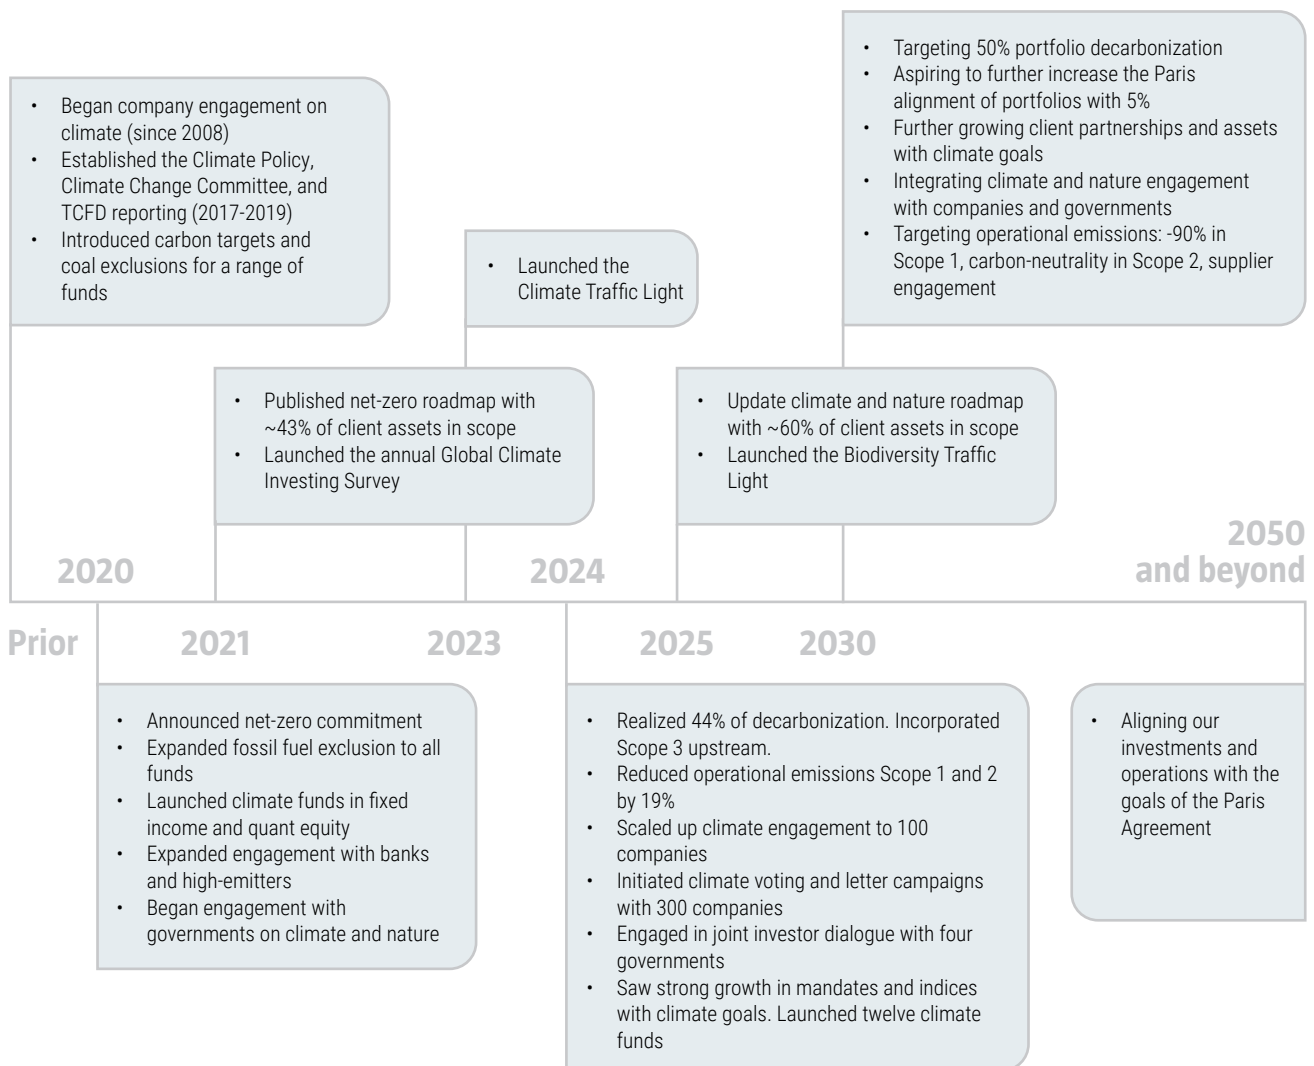 • Began company engagement on
climate (since 2008)
• Established the Climate Policy,
Climate Change Committee, and
TCFD reporting (2017-2019)
• Introduced carbon targets and
coal exclusions for a range of
funds
• Launched the
Climate Traffic Light
• Targeting 50% portfolio decarbonization
• Aspiring to further increase the Paris
alignment of portfolios with 5%
• Further growing client partnerships and assets
with climate goals
• Integrating climate and nature engagement
with companies and governments
• Targeting operational emissions: -90% in
Scope 1, carbon-neutrality in Scope 2, supplier
engagement
• Published net-zero roadmap with
~43% of client assets in scope
• Launched the annual Global Climate
Investing Survey
• Update climate and nature roadmap
with ~60% of client assets in scope
• Launched the Biodiversity Traffic
Light
2020
2024
2050
and beyond
Prior
2021
2023
2025
2030
• Announced net-zero commitment
• Expanded fossil fuel exclusion to all
funds
• Launched climate funds in fixed
income and quant equity
• Expanded engagement with banks
and high-emitters
• Began engagement with
governments on climate and nature
• Realized 44% of decarbonization. Incorporated
Scope 3 upstream.
• Reduced operational emissions Scope 1 and 2
by 19%
• Scaled up climate engagement to 100
companies
• Initiated climate voting and letter campaigns
with 300 companies
• Engaged in joint investor dialogue with four
governments
• Saw strong growth in mandates and indices
with climate goals. Launched twelve climate
funds
• Aligning our
investments and
operations with the
goals of the Paris
Agreement